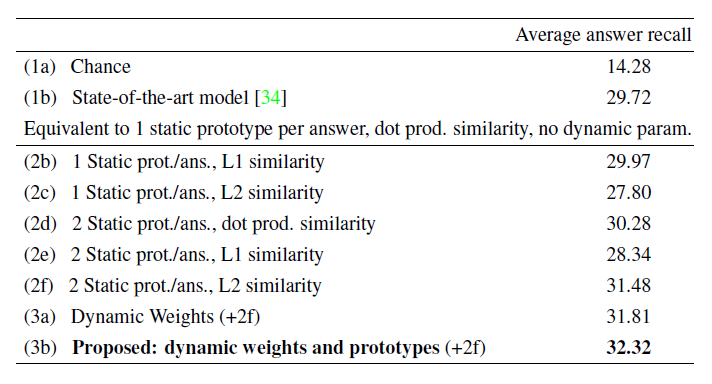 Average answer recall
(1a) Chance 14.28
(1b) State-of-the-art model [34] 29.72
Equivalent to 1 static prototype per answer, dot prod. similarity, no dynamic param.
(2b) 1 Static prot./ans., L1 similarity 29.97
(2c) 1 Static prot./ans., L2 similarity 27.80
(2d) 2 Static prot./ans., dot prod. similarity 30.28
(2e) 2 Static prot./ans., L1 similarity 28.34
(2f) 2 Static prot./ans., L2 similarity 31.48
(3a) Dynamic Weights (+2f) 31.81
(3b) Proposed: dynamic weights and prototypes (+2f) 32.32